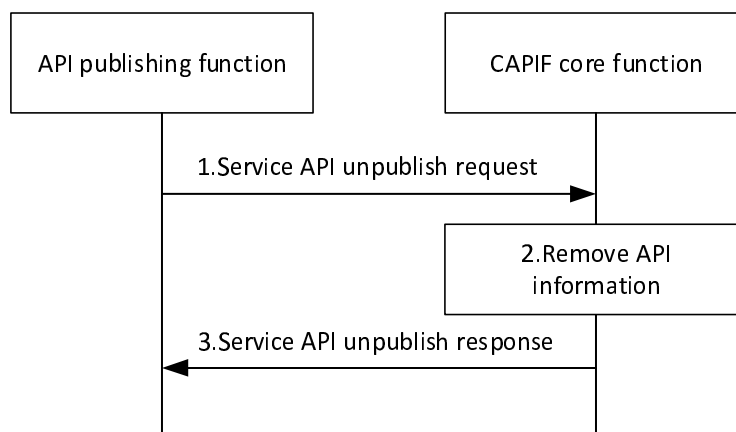 API publishing function
CAPIF core function
1.Service API unpublish request
2.Remove API
information
3.Service API unpublish response